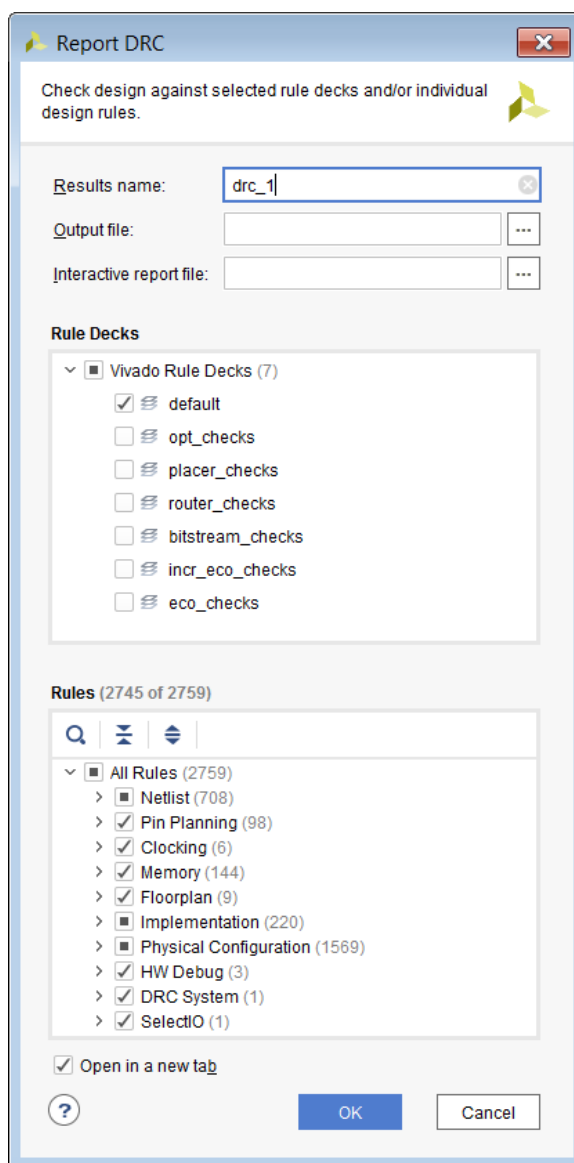 Report DRC
Check design against selected rule decks and/or individual
design rules.
Results name: drc_1
Output file: ...
Interactive report file: ...
Rule Decks
Vivado Rule Decks (7)
default
opt_checks
placer_checks
router_checks
bitstream_checks
incr_eco_checks
eco_checks
Rules (2745 of 2759)
All Rules (2759)
Netlist (708)
Pin Planning (98)
Clocking (6)
Memory (144)
Floorplan (9)
Implementation (220)
Physical Configuration (1569)
HW Debug (3)
DRC System (1)
SelectIO (1)
Open in a new tab
? OK Cancel